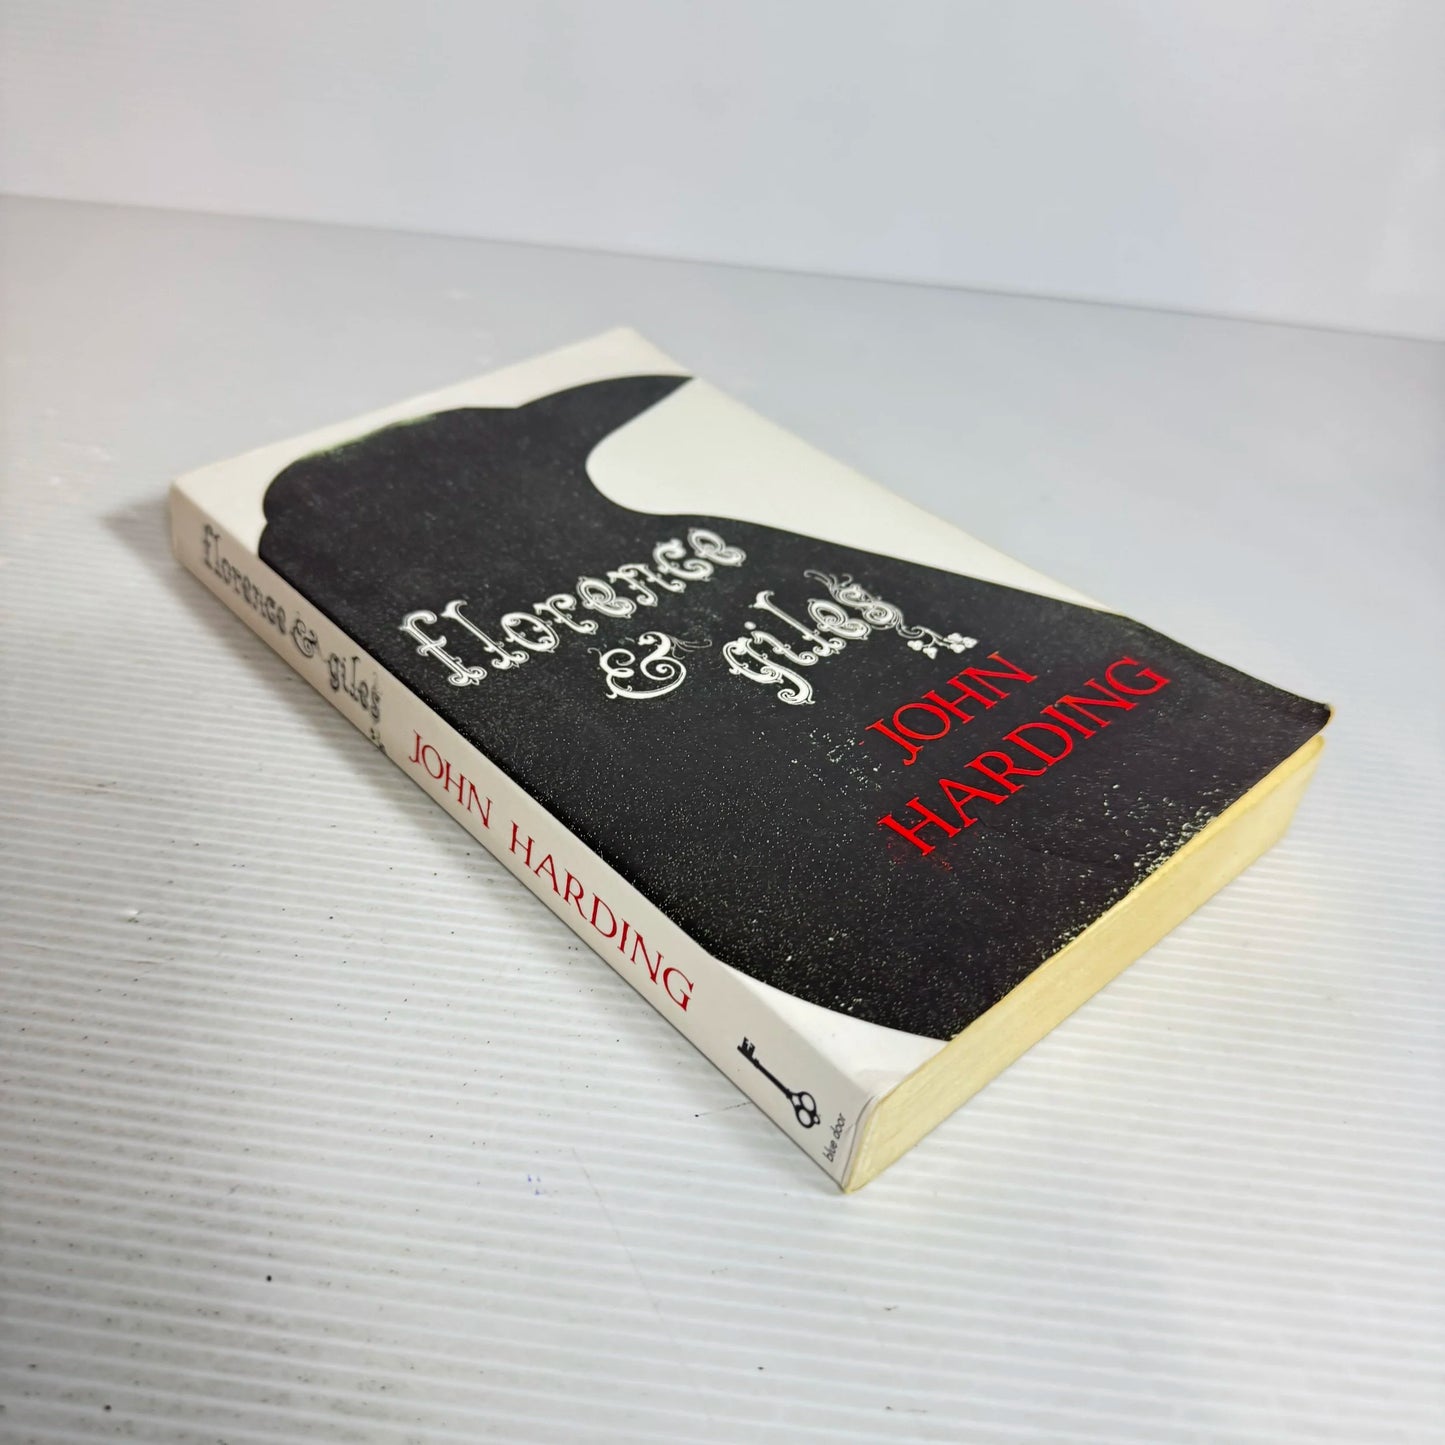 florence
& giles
JOHN
HARDING
florence & giles
JOHN HARDING
blue door